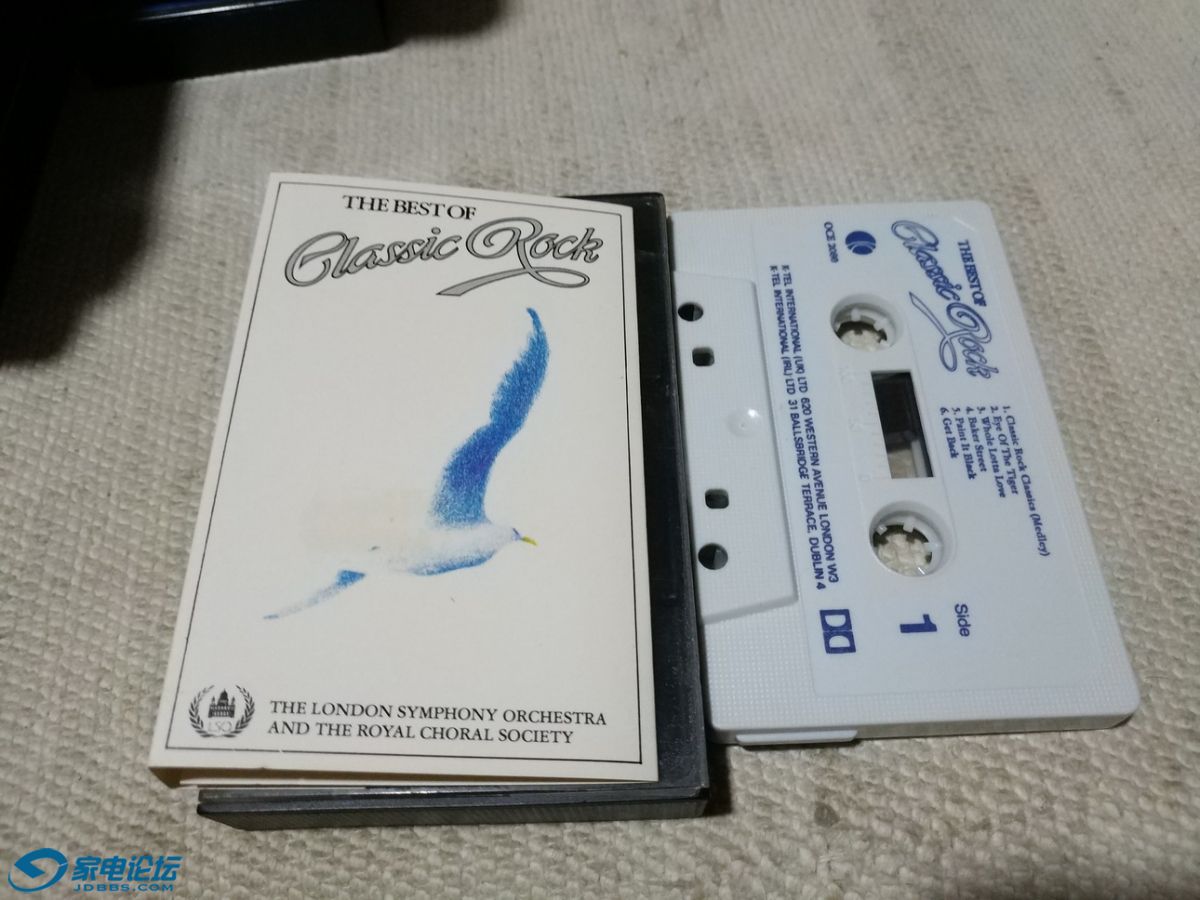 THE BEST OF
Classic Rock
LSO
THE LONDON SYMPHONY ORCHESTRA
AND THE ROYAL CHORAL SOCIETY
THE BEST OF
Classic Rock
1. Classic Rock Classics (Medley)
2. Eye Of The Tiger
3. Whole Lotta Love
4. Baker Street
5. Paint It Black
6. Get Back
Side
1
OCE 2080
K-TEL INTERNATIONAL (UK) LTD 620 WESTERN AVENUE LONDON W3
K-TEL INTERNATIONAL (IRL) LTD 31 BALLSBRIDGE TERRACE, DUBLIN 4
家电论坛
JDBBS.COM